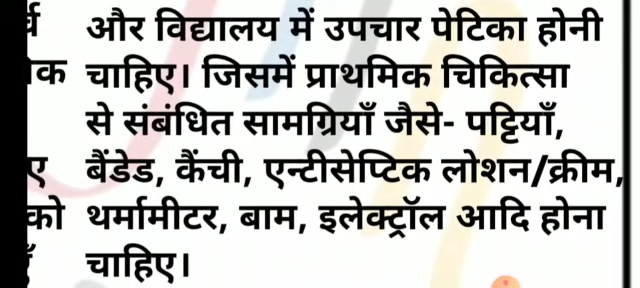 और विद्यालय में उपचार पेटिका होनी
क चाहिए। जिसमें प्राथमिक चिकित्सा
से संबंधित सामग्रियाँ जैसे- पट्टियाँ,
ए बैंडेड, कैंची, एन्टीसेप्टिक लोशन/क्रीम,
को थर्मामीटर, बाम, इलेक्ट्रॉल आदि होना
चाहिए।